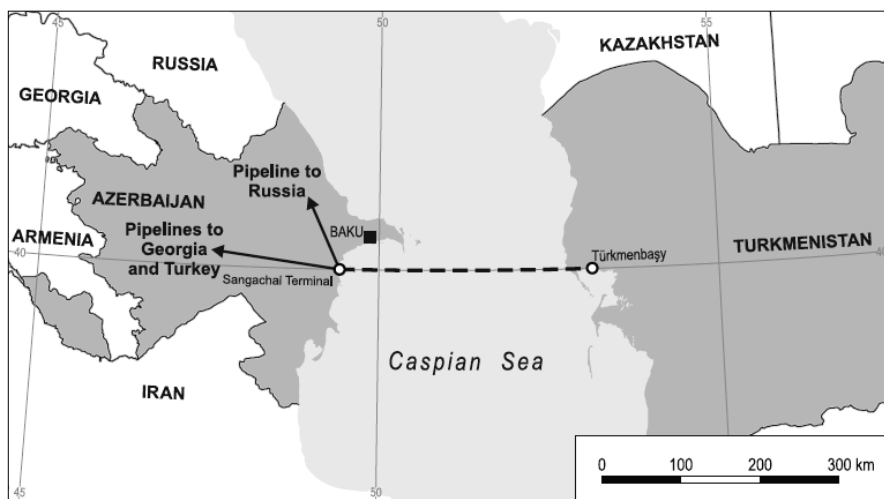 45
50
55
RUSSIA
KAZAKHSTAN
GEORGIA
Pipeline to
Russia
AZERBAIJAN
BAKU
Pipelines to
Georgia
and Turkey
ARMENIA
40
40
Türkmenbaşy
TURKMENISTAN
Sangachal Terminal
Caspian Sea
IRAN
45
50
0
100
200
300 km